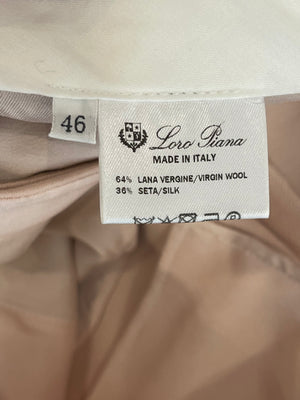 46
Loro Piana
MADE IN ITALY
64% LANA VERGINE/VIRGIN WOOL
36% SETA/SILK